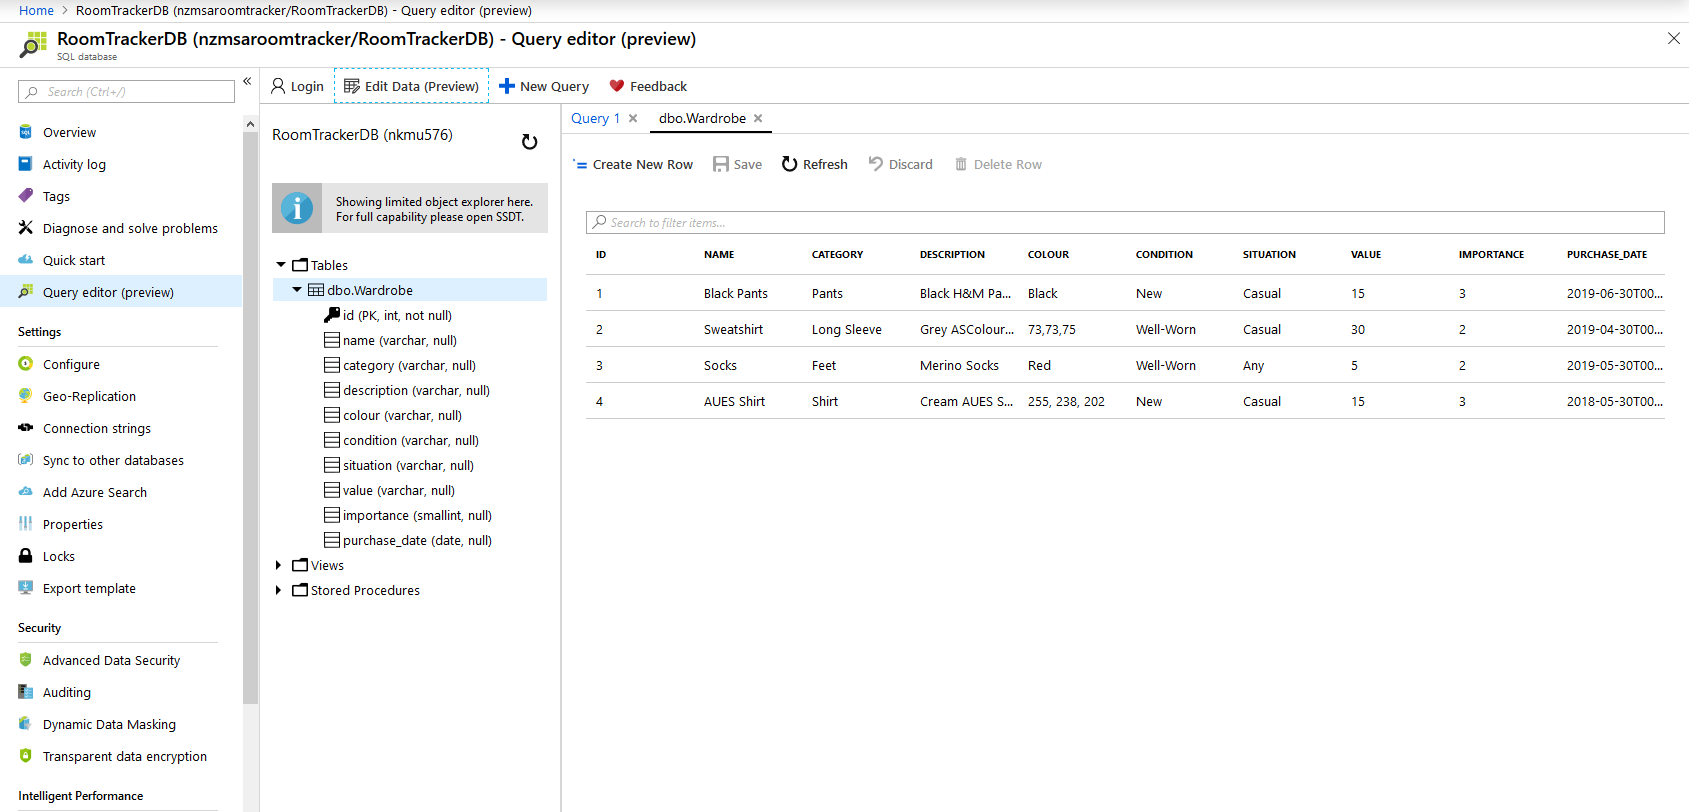 Home > RoomTrackerDB (nzmsaroomtracker/RoomTrackerDB) - Query editor (preview)
RoomTrackerDB (nzmsaroomtracker/RoomTrackerDB) - Query editor (preview)
SQL database
Search (Ctrl+/)
Overview
Activity log
Tags
Diagnose and solve problems
Quick start
Query editor (preview)
Settings
Configure
Geo-Replication
Connection strings
Sync to other databases
Add Azure Search
Properties
Locks
Export template
Security
Advanced Data Security
Auditing
Dynamic Data Masking
Transparent data encryption
Intelligent Performance
Login Edit Data (Preview) New Query Feedback
RoomTrackerDB (nkmu576)
Showing limited object explorer here.
For full capability please open SSDT.
Tables
dbo.Wardrobe
id (PK, int, not null)
name (varchar, null)
category (varchar, null)
description (varchar, null)
colour (varchar, null)
condition (varchar, null)
situation (varchar, null)
value (varchar, null)
importance (smallint, null)
purchase_date (date, null)
Views
Stored Procedures
Query 1 dbo.Wardrobe
Create New Row Save Refresh Discard Delete Row
Search to filter items...
ID NAME CATEGORY DESCRIPTION COLOUR CONDITION SITUATION VALUE IMPORTANCE PURCHASE_DATE
1 Black Pants Pants Black H&M Pa... Black New Casual 15 3 2019-06-30T00...
2 Sweatshirt Long Sleeve Grey ASColour... 73,73,75 Well-Worn Casual 30 2 2019-04-30T00...
3 Socks Feet Merino Socks Red Well-Worn Any 5 2 2019-05-30T00...
4 AUES Shirt Shirt Cream AUES S... 255, 238, 202 New Casual 15 3 2018-05-30T00...